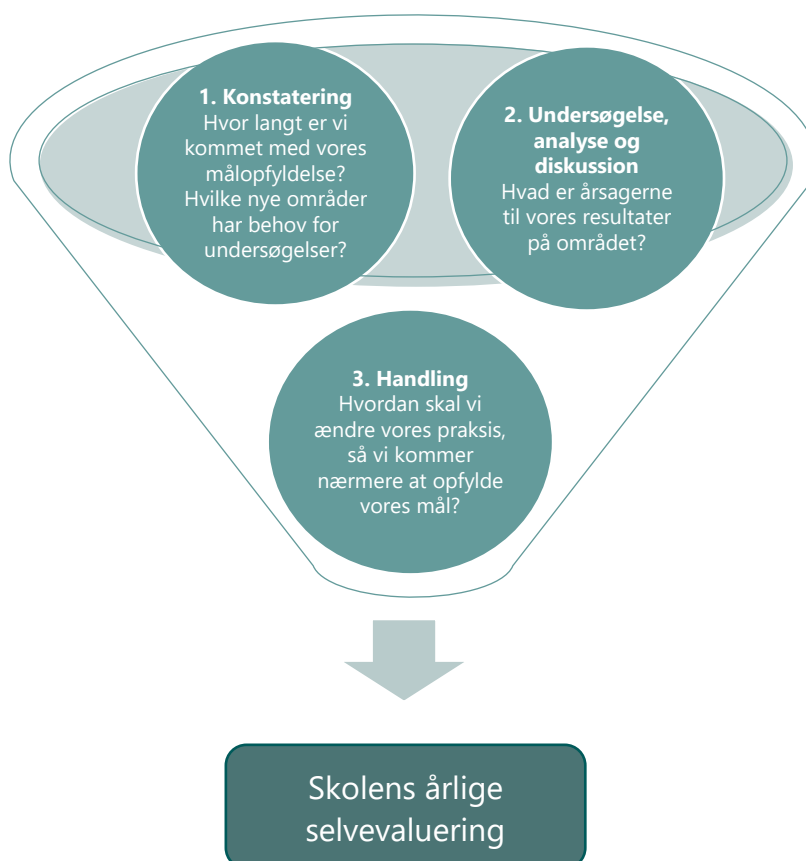 1. Konstatering
Hvor langt er vi
kommet med vores
målopfyldelse?
Hvilke nye områder
har behov for
undersøgelser?
2. Undersøgelse,
analyse og
diskussion
Hvad er årsagerne
til vores resultater
på området?
3. Handling
Hvordan skal vi
ændre vores praksis,
så vi kommer
nærmere at opfylde
vores mål?
Skolens årlige
selvevaluering